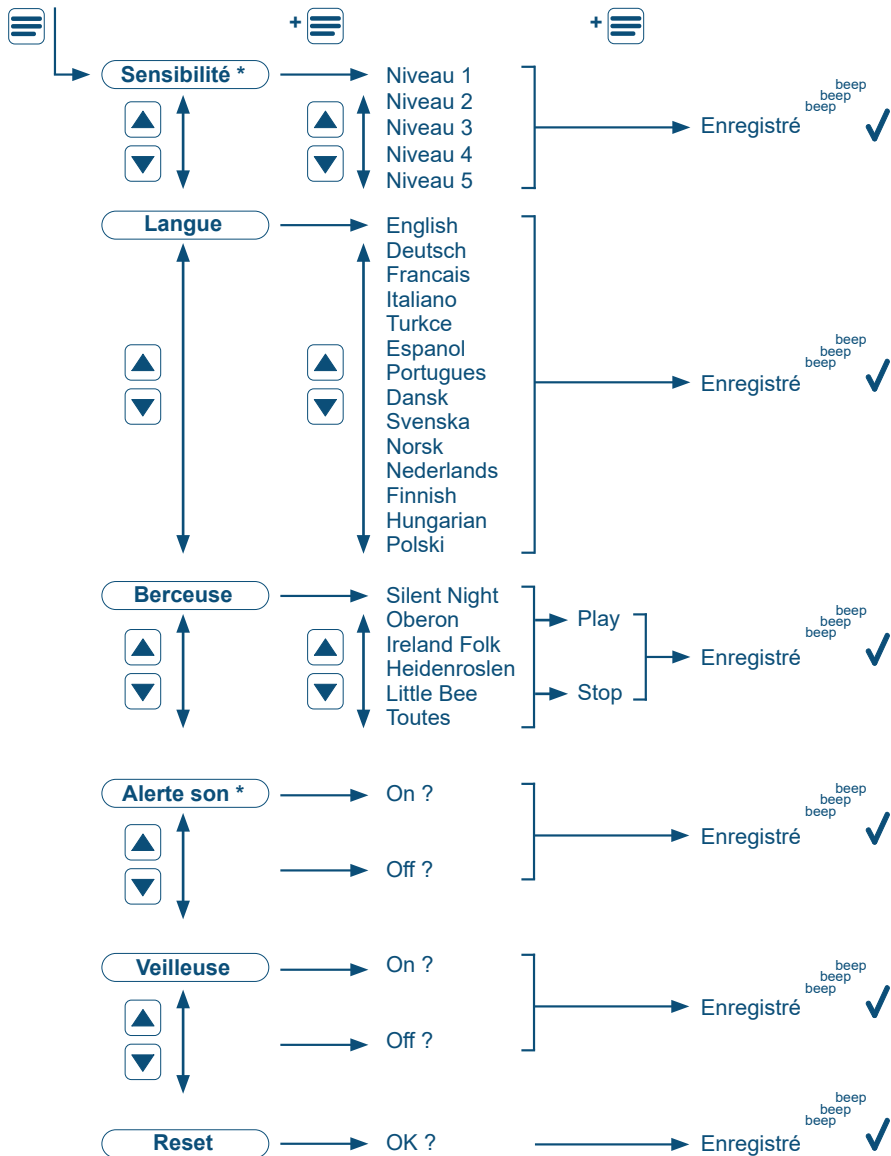 + +
Sensibilité *
Niveau 1
Niveau 2
Niveau 3
Niveau 4
Niveau 5
Enregistré
beep
beep
beep
Langue
English
Deutsch
Francais
Italiano
Turkce
Espanol
Portugues
Dansk
Svenska
Norsk
Nederlands
Finnish
Hungarian
Polski
Enregistré
beep
beep
beep
Berceuse
Silent Night
Oberon
Ireland Folk
Heidenroslen
Little Bee
Toutes
Play
Stop
Enregistré
beep
beep
beep
Alerte son *
On ?
Off ?
Enregistré
beep
beep
beep
Veilleuse
On ?
Off ?
Enregistré
beep
beep
beep
Reset
OK ?
Enregistré
beep
beep
beep